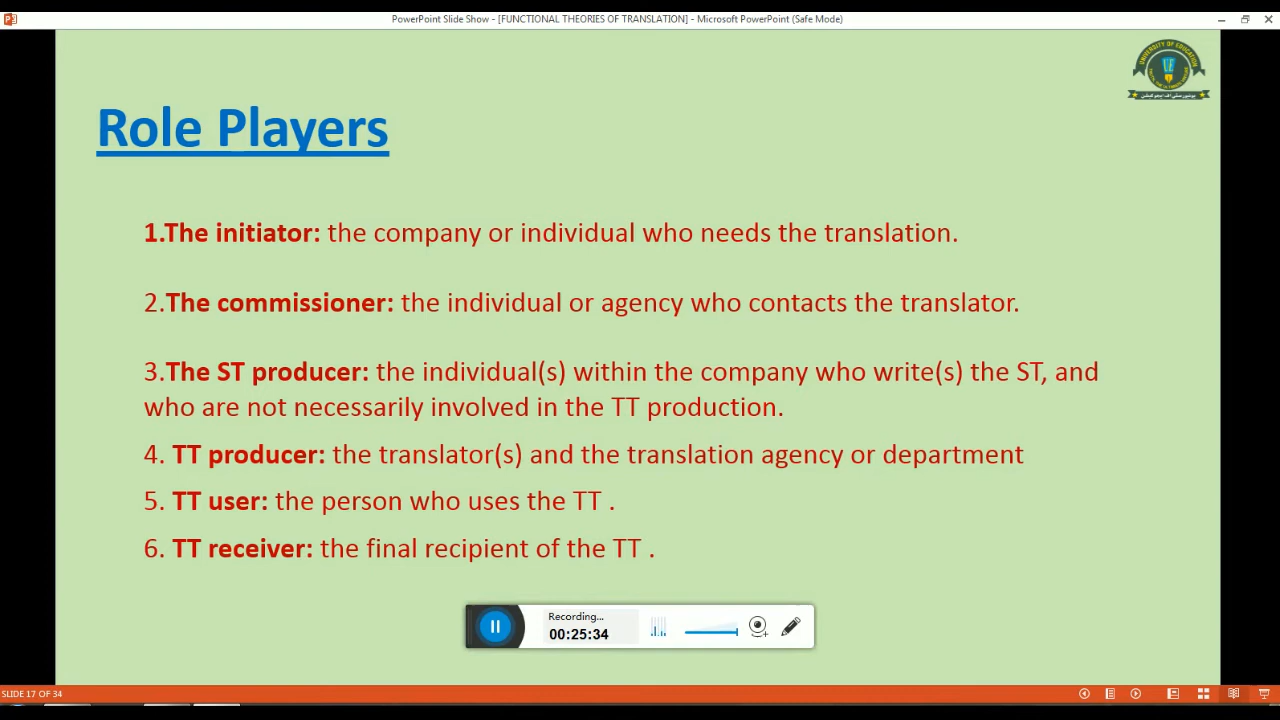 PowerPoint Slide Show - [FUNCTIONAL THEORIES OF TRANSLATION] - Microsoft PowerPoint (Safe Mode)
UNIVERSITY OF EDUCATION
Role Players
1.The initiator: the company or individual who needs the translation.
2.The commissioner: the individual or agency who contacts the translator.
3.The ST producer: the individual(s) within the company who write(s) the ST, and
who are not necessarily involved in the TT production.
4. TT producer: the translator(s) and the translation agency or department
5. TT user: the person who uses the TT .
6. TT receiver: the final recipient of the TT .
Recording...
00:25:34
SLIDE 17 OF 34